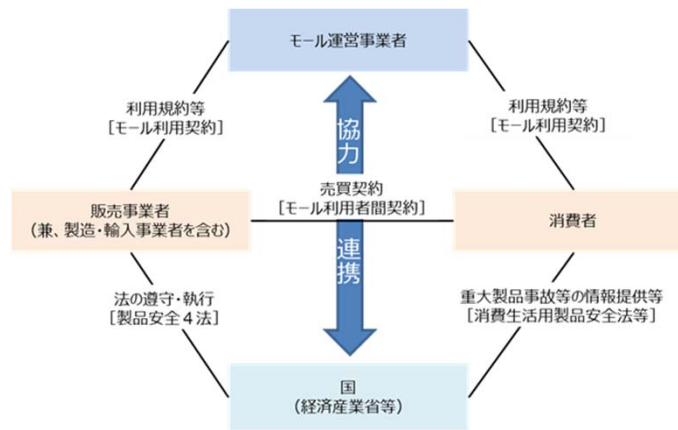 モール運営事業者
利用規約等
[モール利用契約]
利用規約等
[モール利用契約]
協力
売買契約
[モール利用者間契約]
販売事業者
（兼、製造・輸入事業者を含む）
消費者
連携
法の遵守・執行
[製品安全４法]
重大製品事故等の情報提供等
[消費生活用製品安全法等]
国
（経済産業省等）